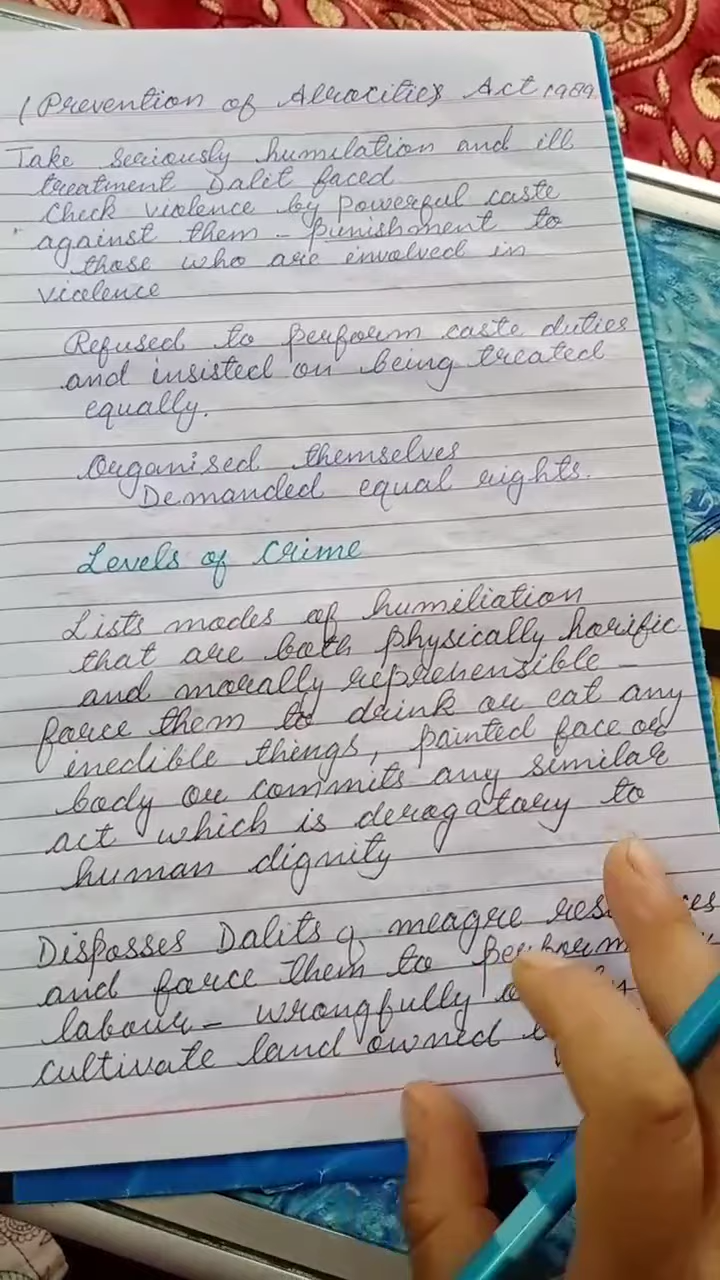 (Prevention of Atrocities Act 1989
Take seriously humilation and ill
treatment Dalit faced
Check violence by powerful caste
against them - punishment to
those who are involved in
violence
Refused to perform caste duties
and insisted on being treated
equally.
Organised themselves
Demanded equal rights.
Levels of Crime
Lists modes of humiliation
that are both physically horific
and morally reprehensible -
force them to drink or eat any
inedible things, painted face or
body or commits any similar
act which is derogatory to
human dignity
Disposses Dalits of meagre
and force them to perform
labour - wrongfully
cultivate land owned